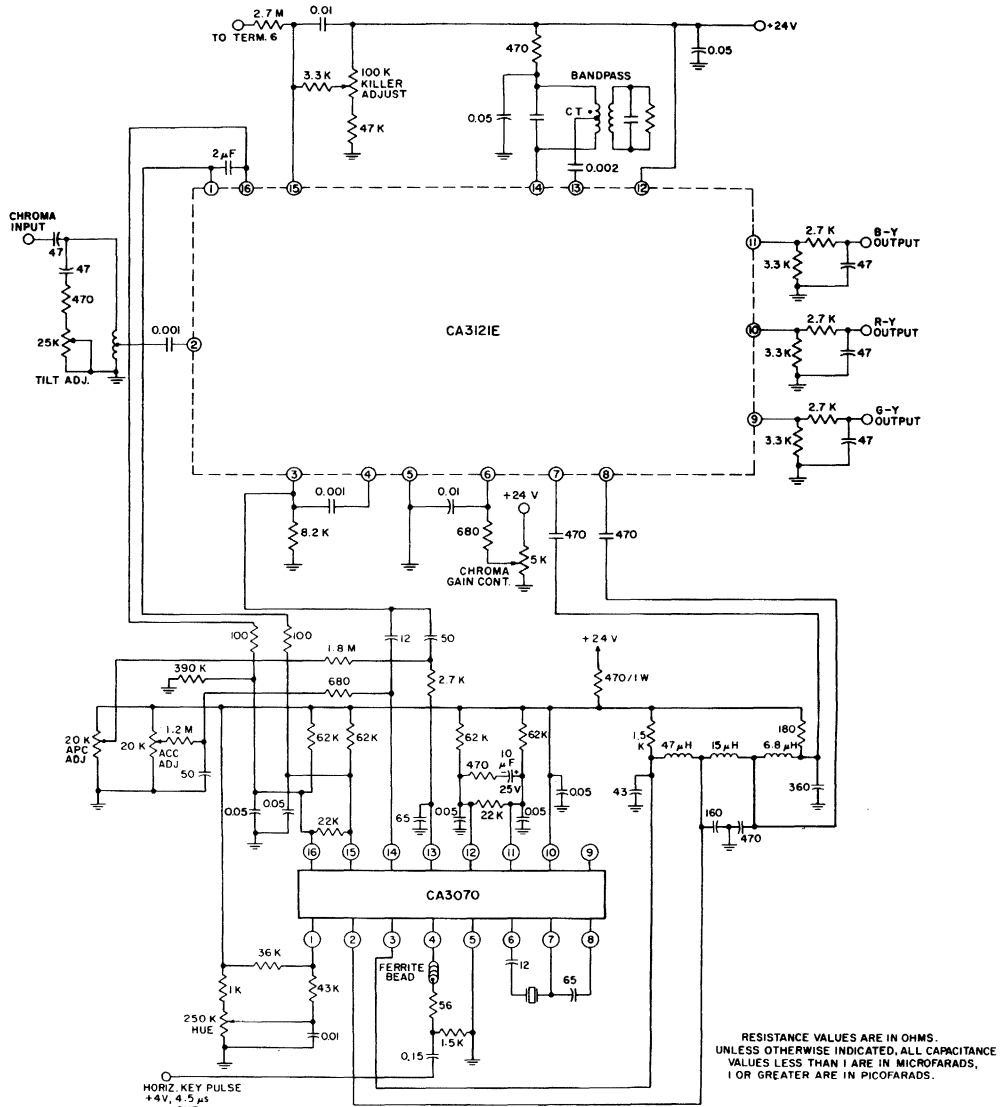 2.7 M
0.01
TO TERM. 6
+24V
470
0.05
100 K
KILLER
ADJUST
3.3 K
BANDPASS
CT
0.05
47 K
2 µF
0.002
1
16
15
14
13
12
CHROMA
INPUT
47
47
470
25K
TILT ADJ.
0.001
2
CA3121E
11
2.7 K
B-Y
OUTPUT
3.3 K
47
10
2.7 K
R-Y
OUTPUT
3.3K
47
9
2.7 K
G-Y
OUTPUT
3.3K
47
3
4
5
6
7
8
0.001
0.01
+24 V
8.2 K
680
5 K
CHROMA
GAIN CONT.
470
470
100
100
12
50
1.8 M
+24 V
390 K
680
2.7 K
470/1W
20 K
APC
ADJ
20 K
1.2 M
ACC
ADJ
50
62K
62K
62K
62K
470
10
µF
25V
1.5
K
47 µH
15µH
6.8 µH
180
0.05
0.05
65
0.05
22K
0.05
0.05
43
360
22K
160
470
16
15
14
13
12
11
10
9
CA3070
1
2
3
4
5
6
7
8
36K
FERRITE
BEAD
12
65
1K
43K
56
250 K
HUE
0.01
1.5K
0.15
HORIZ. KEY PULSE
+4V, 4.5 µs
RESISTANCE VALUES ARE IN OHMS.
UNLESS OTHERWISE INDICATED, ALL CAPACITANCE
VALUES LESS THAN 1 ARE IN MICROFARADS,
1 OR GREATER ARE IN PICOFARADS.